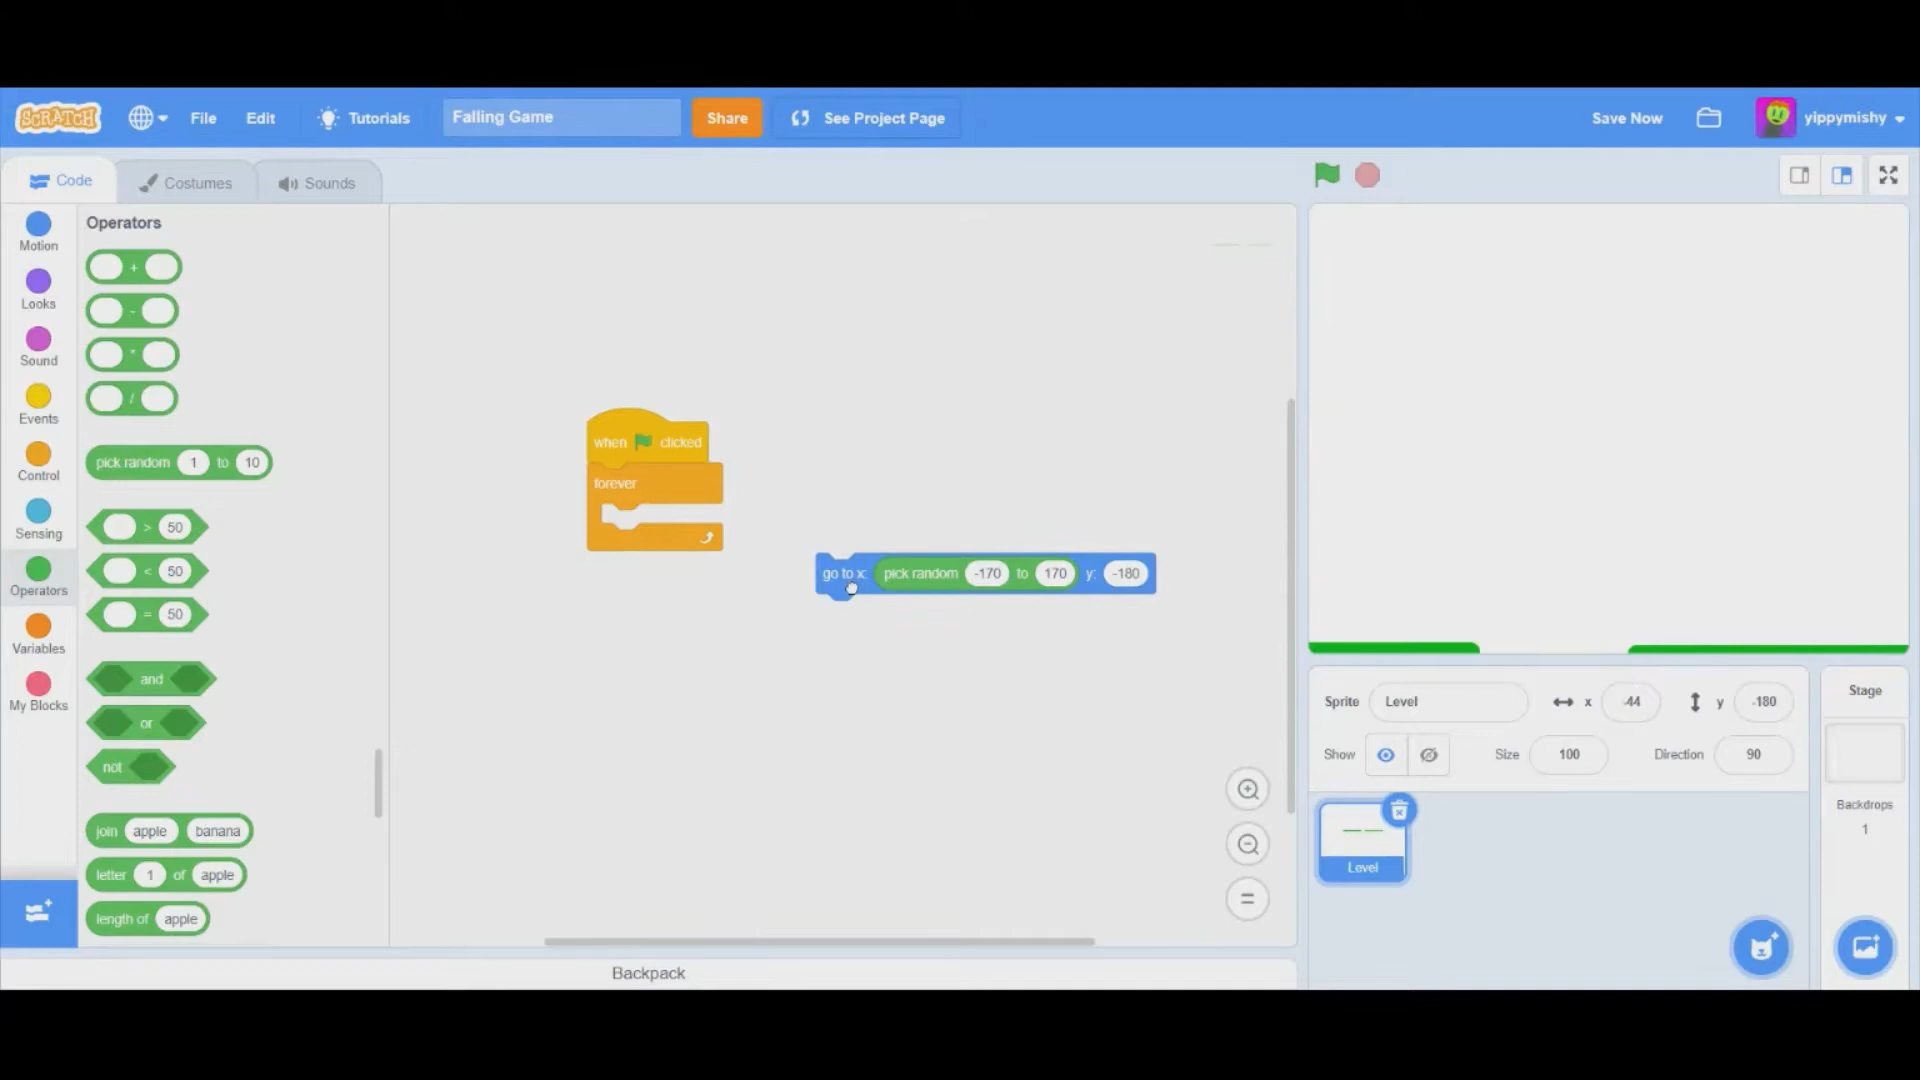 SCRATCH File Edit Tutorials Falling Game Share See Project Page Save Now yippymishy
Code Costumes Sounds
Motion
Looks
Sound
Events
Control
Sensing
Operators
Variables
My Blocks
Operators
+
-
*
/
pick random 1 to 10
> 50
< 50
= 50
and
or
not
join apple banana
letter 1 of apple
length of apple
when clicked
forever
go to x: pick random -170 to 170 y: -180
=
Backpack
Sprite Level x -44 y -180
Show Size 100 Direction 90
Level
Stage
Backdrops
1